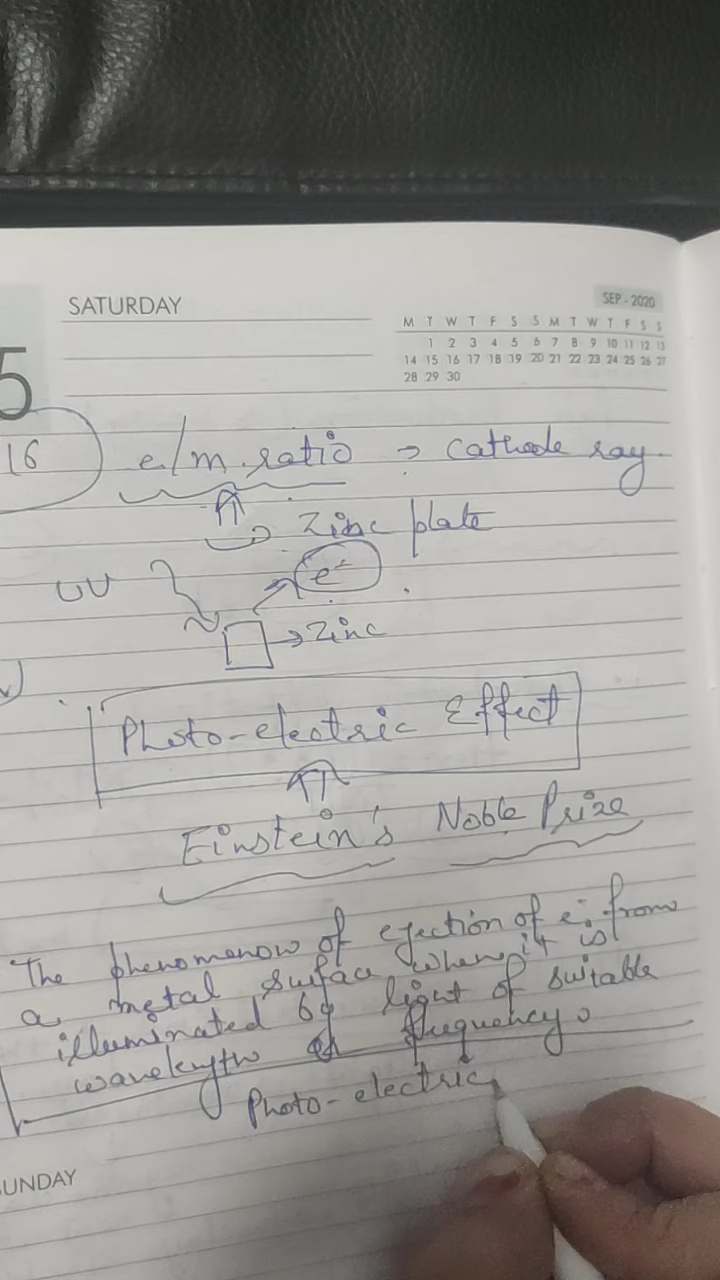 SATURDAY
SEP - 2020
M T W T F S S M T W T F S S
1 2 3 4 5 6 7 8 9 10 11 12 13
14 15 16 17 18 19 20 21 22 23 24 25 26 27
28 29 30
5
16 e/m ratio → Cathode ray
Zinc plate
UV e-
→ Zinc
Photo-electric Effect
Einstein's Noble Prize
The phenomenon of ejection of e- from
a metal surface, when it is
illuminated by light of suitable
wavelength or frequency.
Photo-electric
UNDAY